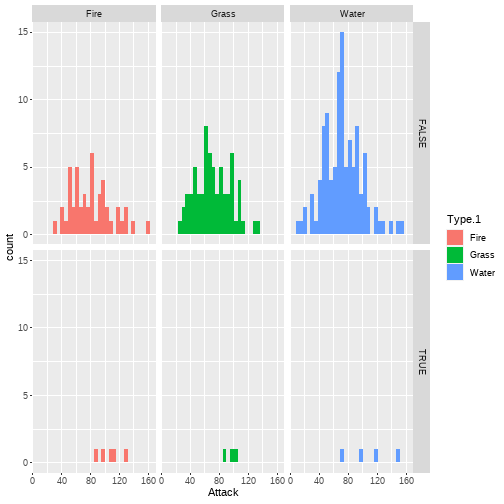 Fire Grass Water
15
10
5
0
FALSE
15
10
5
0
TRUE
0 40 80 120 160 0 40 80 120 160 0 40 80 120 160
Attack
count
Type.1
Fire
Grass
Water